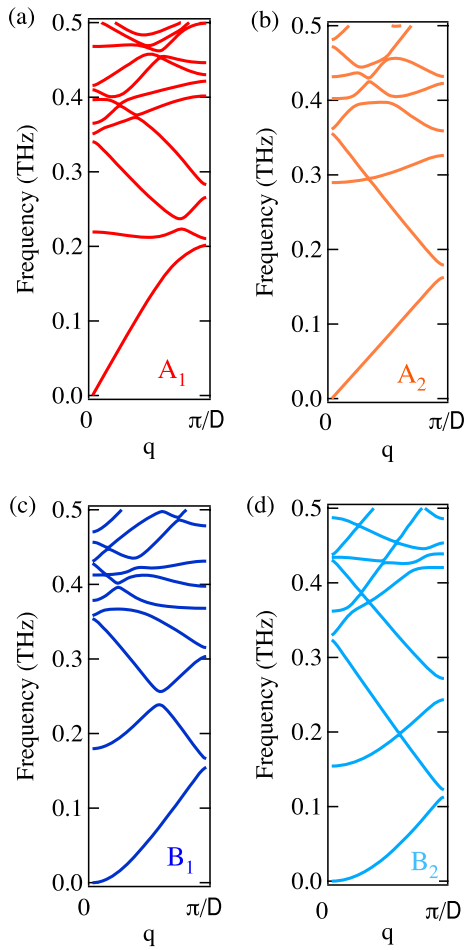 (a)
Frequency (THz)
0.5
0.4
0.3
0.2
0.1
0.0
A1
0
π/D
q
(b)
Frequency (THz)
0.5
0.4
0.3
0.2
0.1
0.0
A2
0
π/D
q
(c)
Frequency (THz)
0.5
0.4
0.3
0.2
0.1
0.0
B1
0
π/D
q
(d)
Frequency (THz)
0.5
0.4
0.3
0.2
0.1
0.0
B2
0
π/D
q